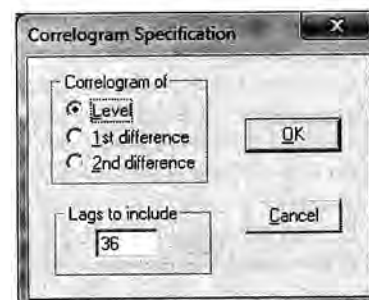 Correlogram Specification
Correlogram of
Level
1st difference
2nd difference
OK
Lags to include
36
Cancel